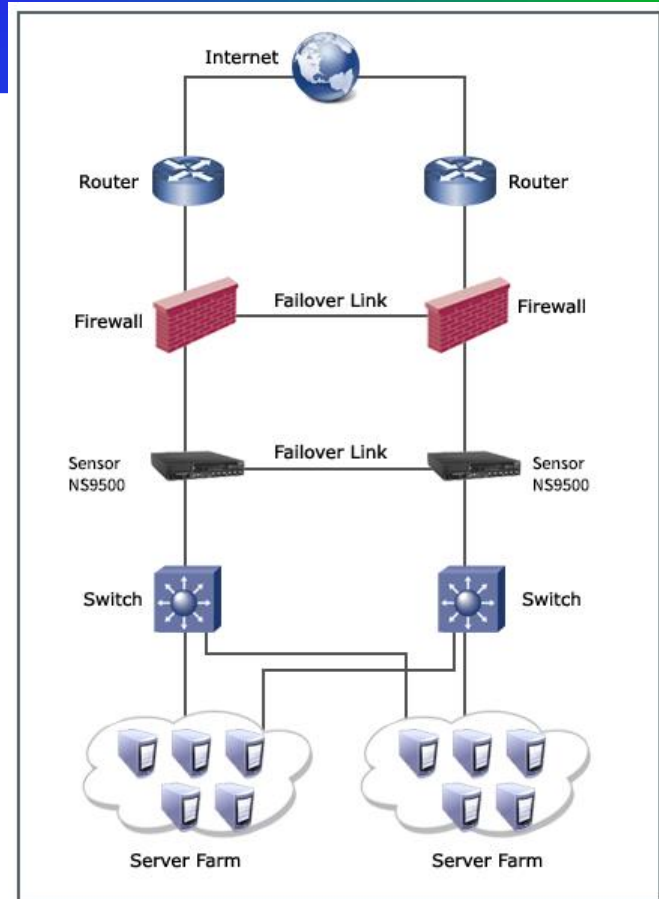 Internet
Router
Router
Failover Link
Firewall
Firewall
Failover Link
Sensor
NS9500
Sensor
NS9500
Switch
Switch
Server Farm
Server Farm